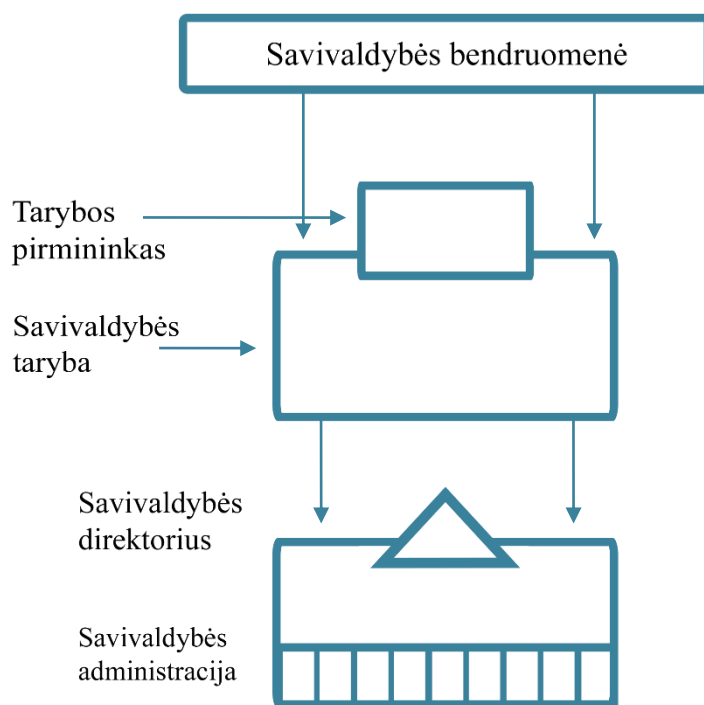 Savivaldybės bendruomenė
Tarybos
pirmininkas
Savivaldybės
taryba
Savivaldybės
direktorius
Savivaldybės
administracija